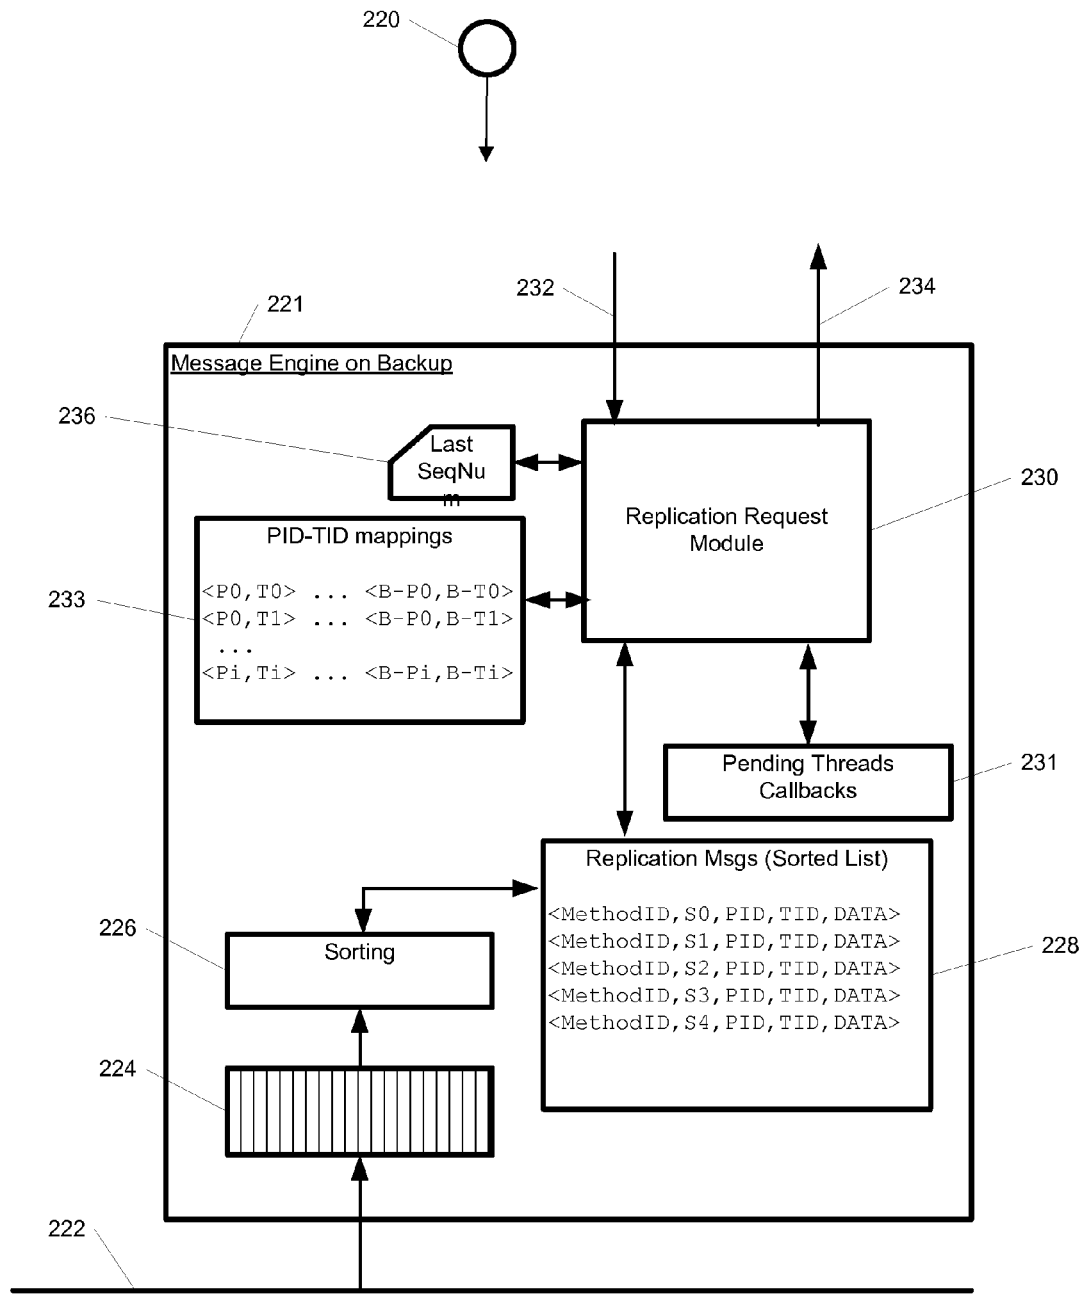 220
232
234
221
Message Engine on Backup
236
Last
SeqNu
m
230
Replication Request
Module
PID-TID mappings
<P0,T0> ... <B-P0,B-T0>
233
<P0,T1> ... <B-P0,B-T1>
...
<Pi,Ti> ... <B-Pi,B-Ti>
Pending Threads
Callbacks
231
Replication Msgs (Sorted List)
<MethodID,S0,PID,TID,DATA>
<MethodID,S1,PID,TID,DATA>
<MethodID,S2,PID,TID,DATA>
<MethodID,S3,PID,TID,DATA>
<MethodID,S4,PID,TID,DATA>
228
226
Sorting
224
222